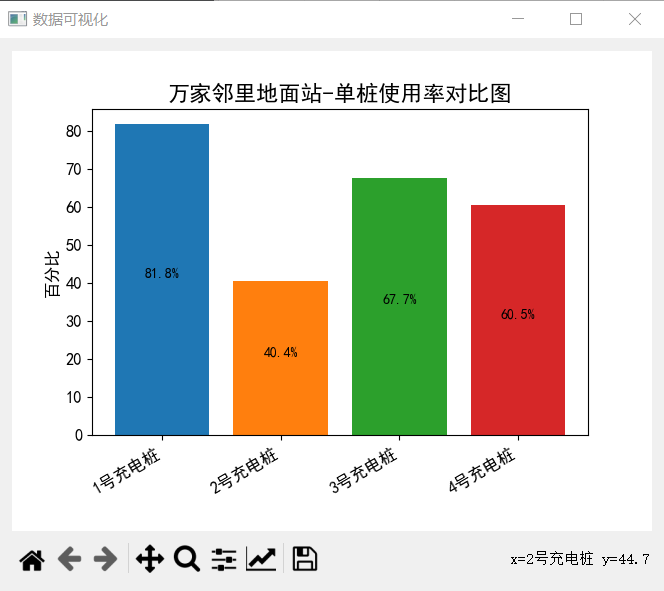 数据可视化
万家邻里地面站-单桩使用率对比图
百分比
80
70
60
50
40
30
20
10
0
81.8%
40.4%
67.7%
60.5%
1号充电桩
2号充电桩
3号充电桩
4号充电桩
x=2号充电桩 y=44.7